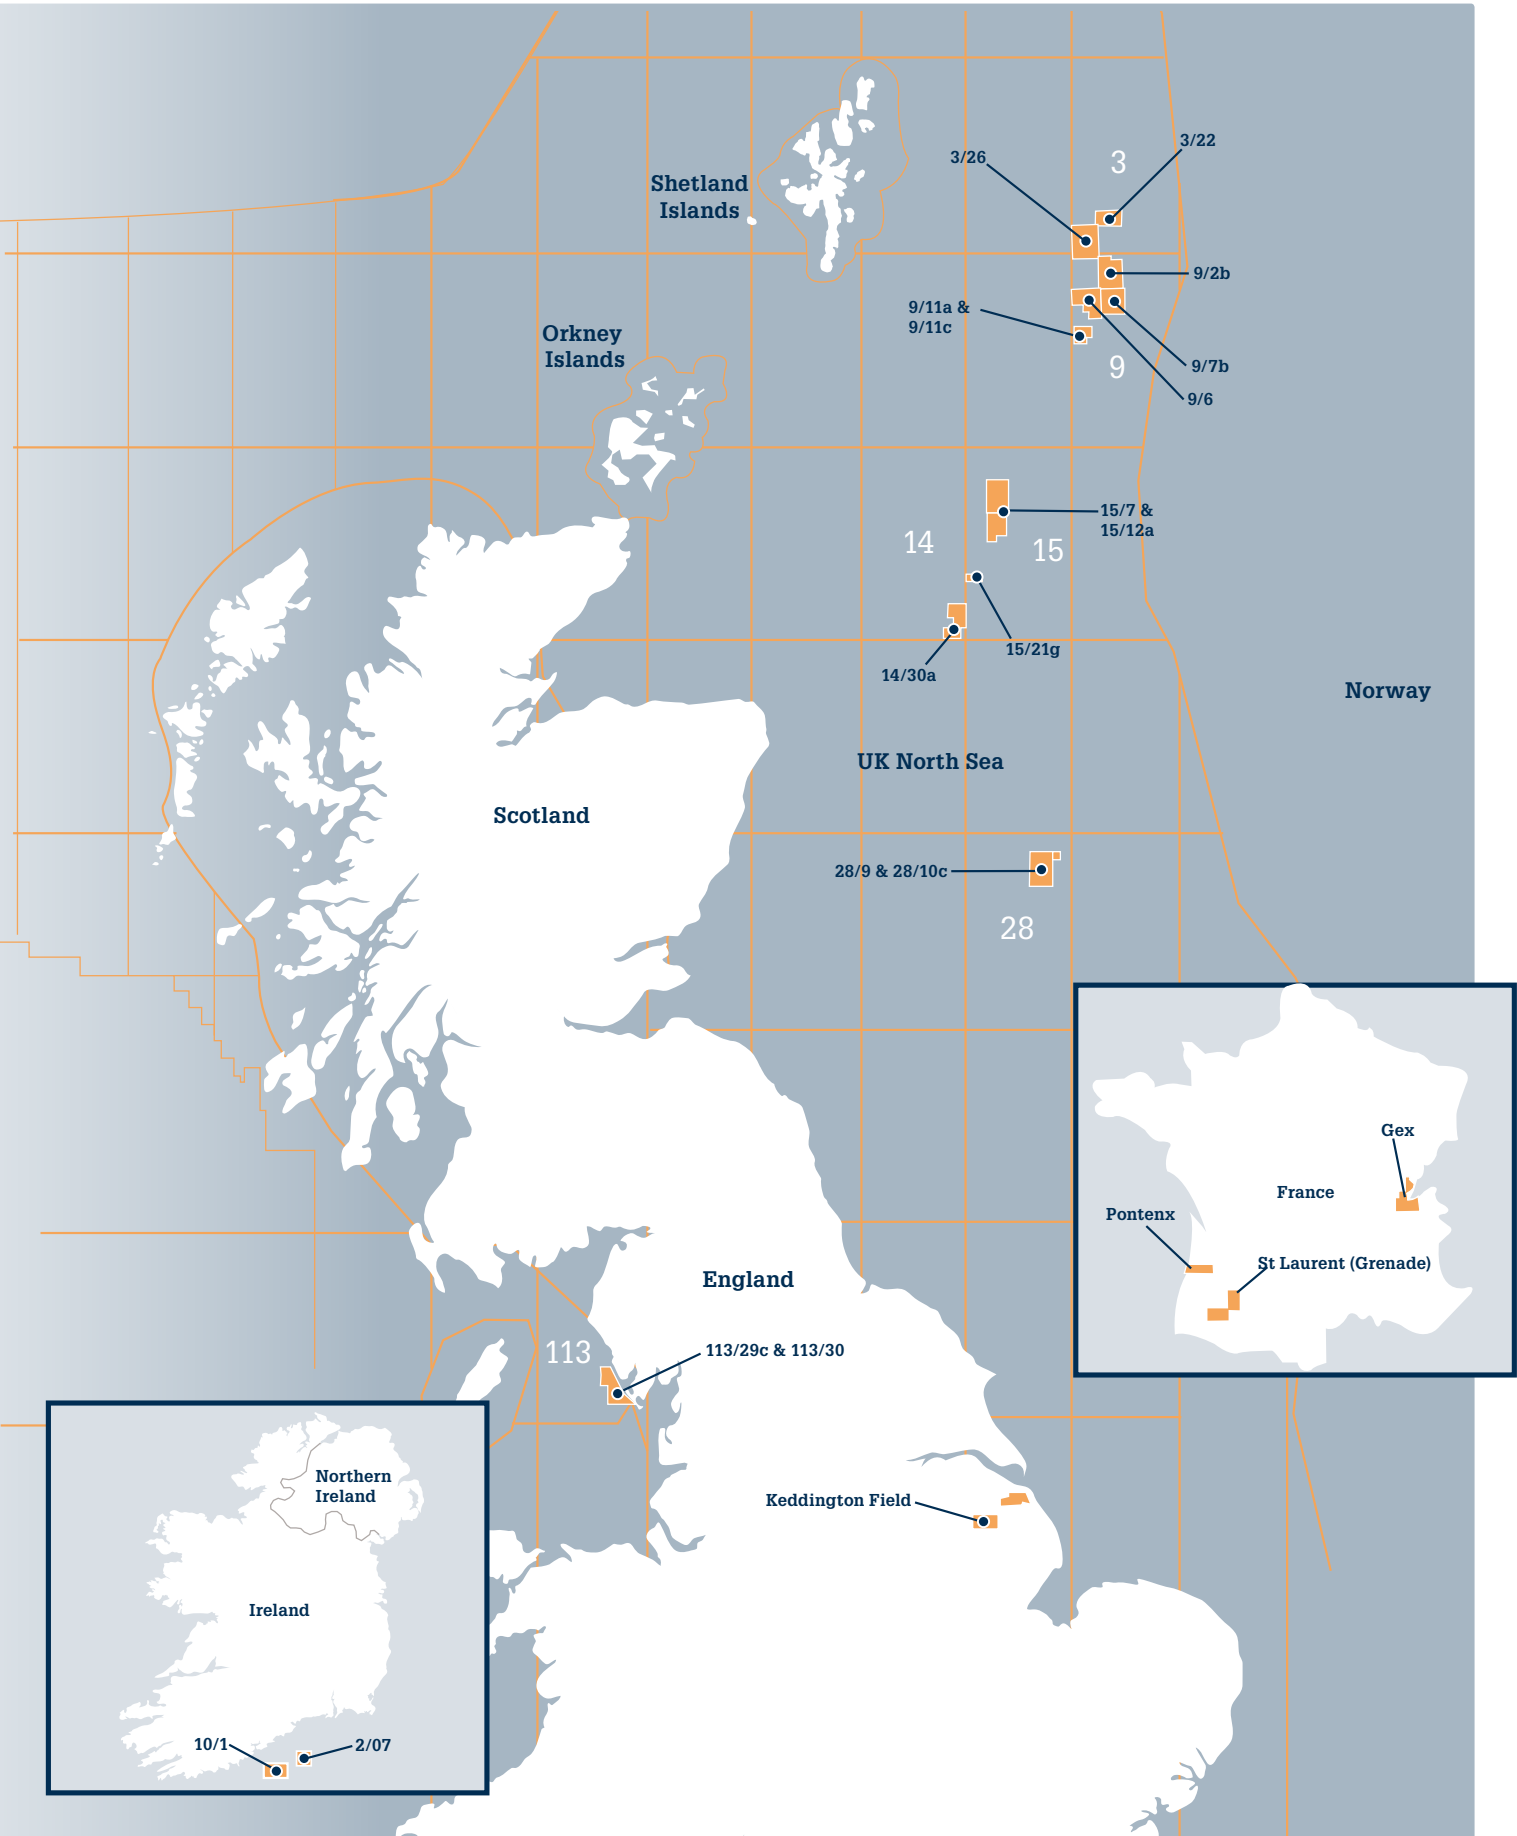 3/22
3/26
3
Shetland
Islands
9/2b
9/11a &
9/11c
Orkney
Islands
9
9/7b
9/6
15/7 &
15/12a
14
15
15/21g
14/30a
Norway
UK North Sea
Scotland
28/9 & 28/10c
28
Gex
France
Pontenx
St Laurent (Grenade)
England
113
113/29c & 113/30
Northern
Ireland
Keddington Field
Ireland
10/1
2/07